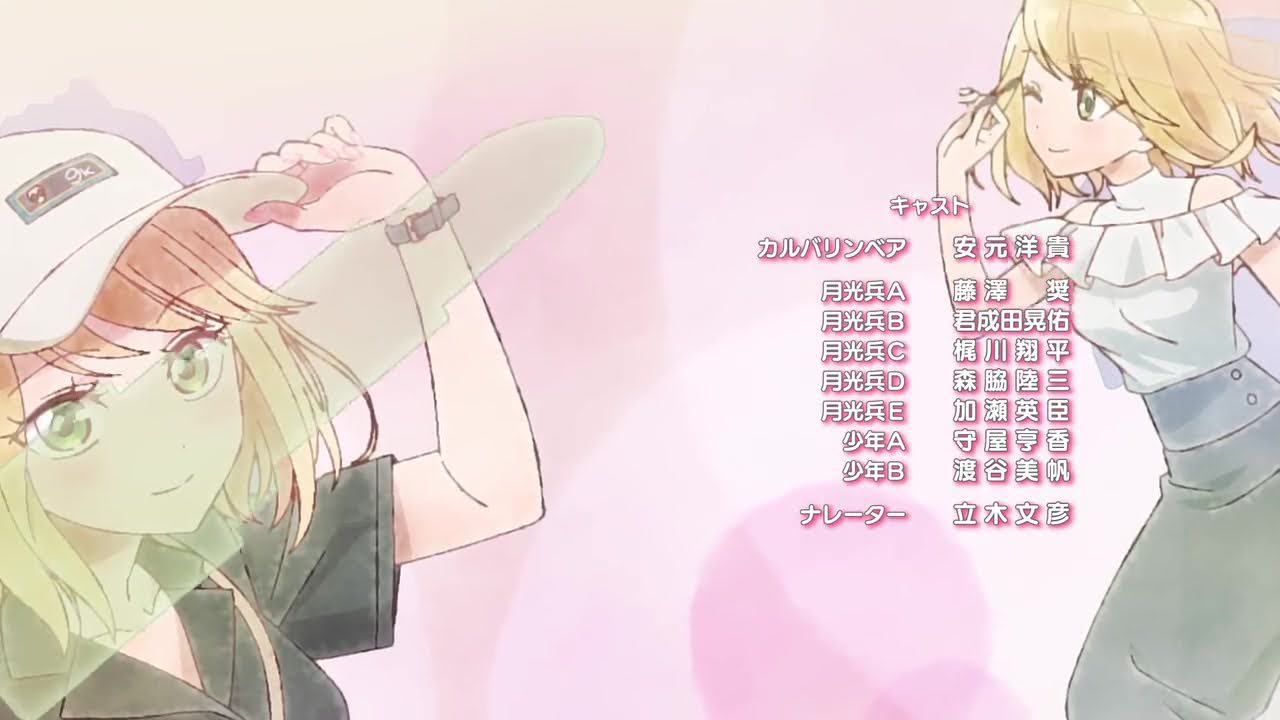 9K
キャスト
カルバリンベア 安元洋貴
月光兵A 藤澤 奨
月光兵B 君成田晃佑
月光兵C 梶川翔平
月光兵D 森脇陸三
月光兵E 加瀬英臣
少年A 守屋亨香
少年B 渡谷美帆
ナレーター 立木文彦